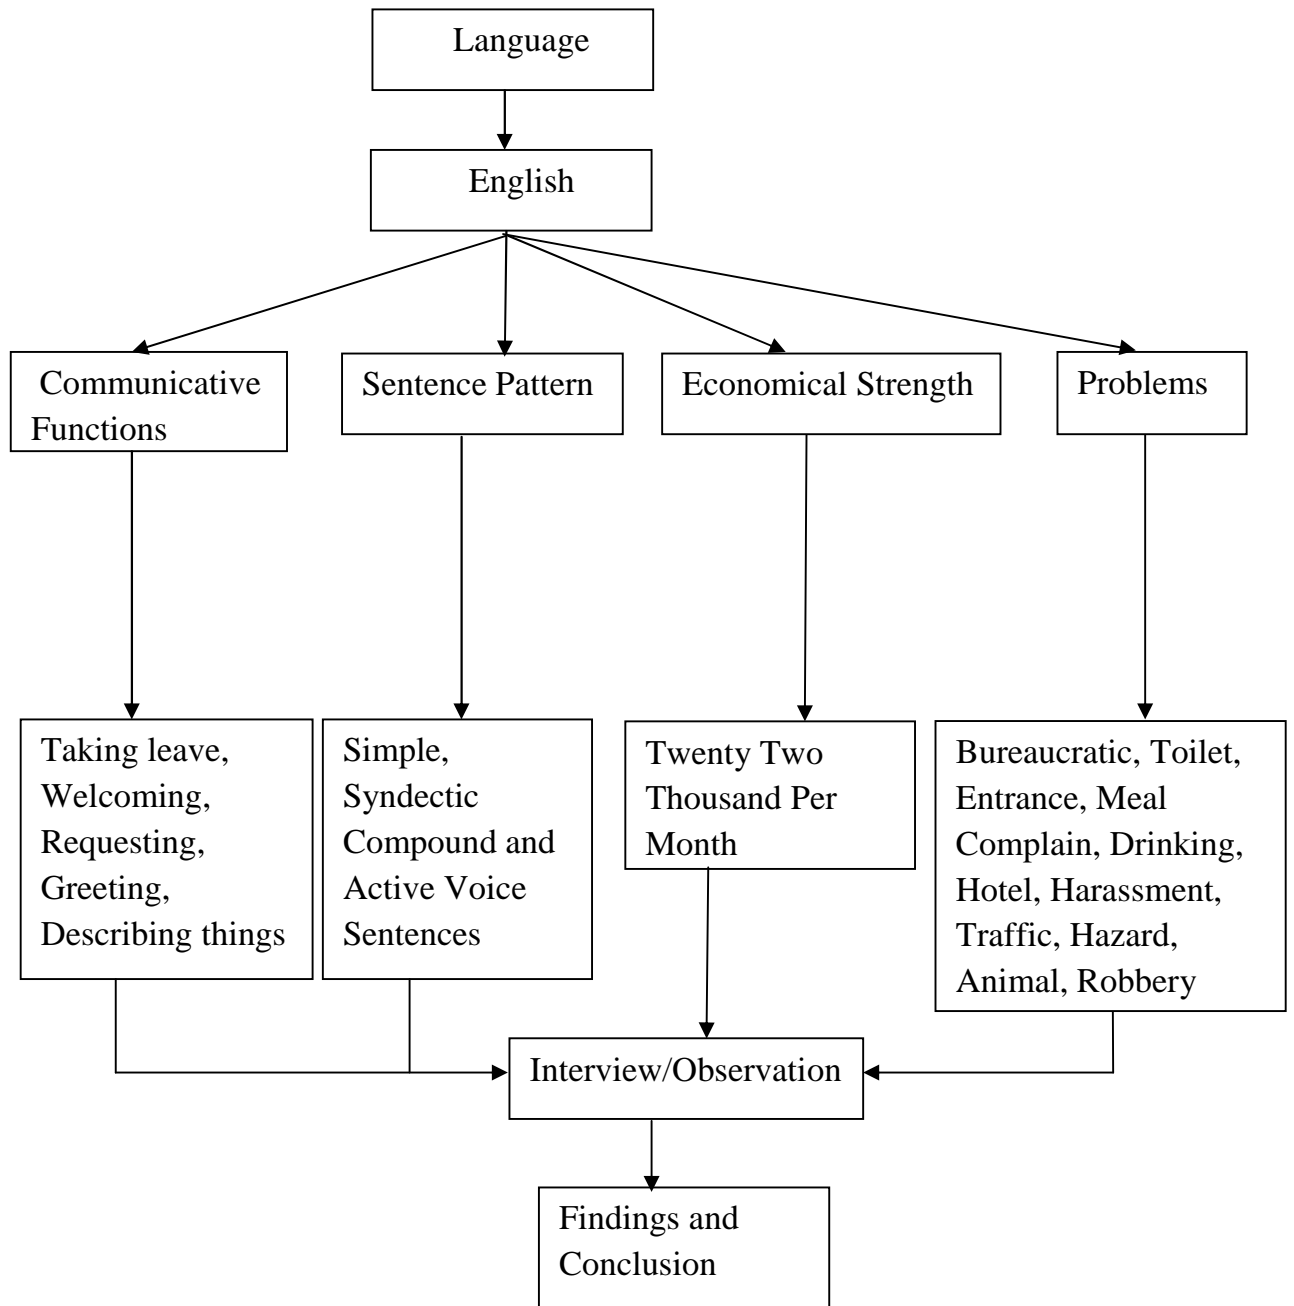 Language
English
Communicative
Functions
Sentence Pattern
Economical Strength
Problems
Taking leave,
Welcoming,
Requesting,
Greeting,
Describing things
Simple,
Syndectic
Compound and
Active Voice
Sentences
Twenty Two
Thousand Per
Month
Bureaucratic, Toilet,
Entrance, Meal
Complain, Drinking,
Hotel, Harassment,
Traffic, Hazard,
Animal, Robbery
Interview/Observation
Findings and
Conclusion